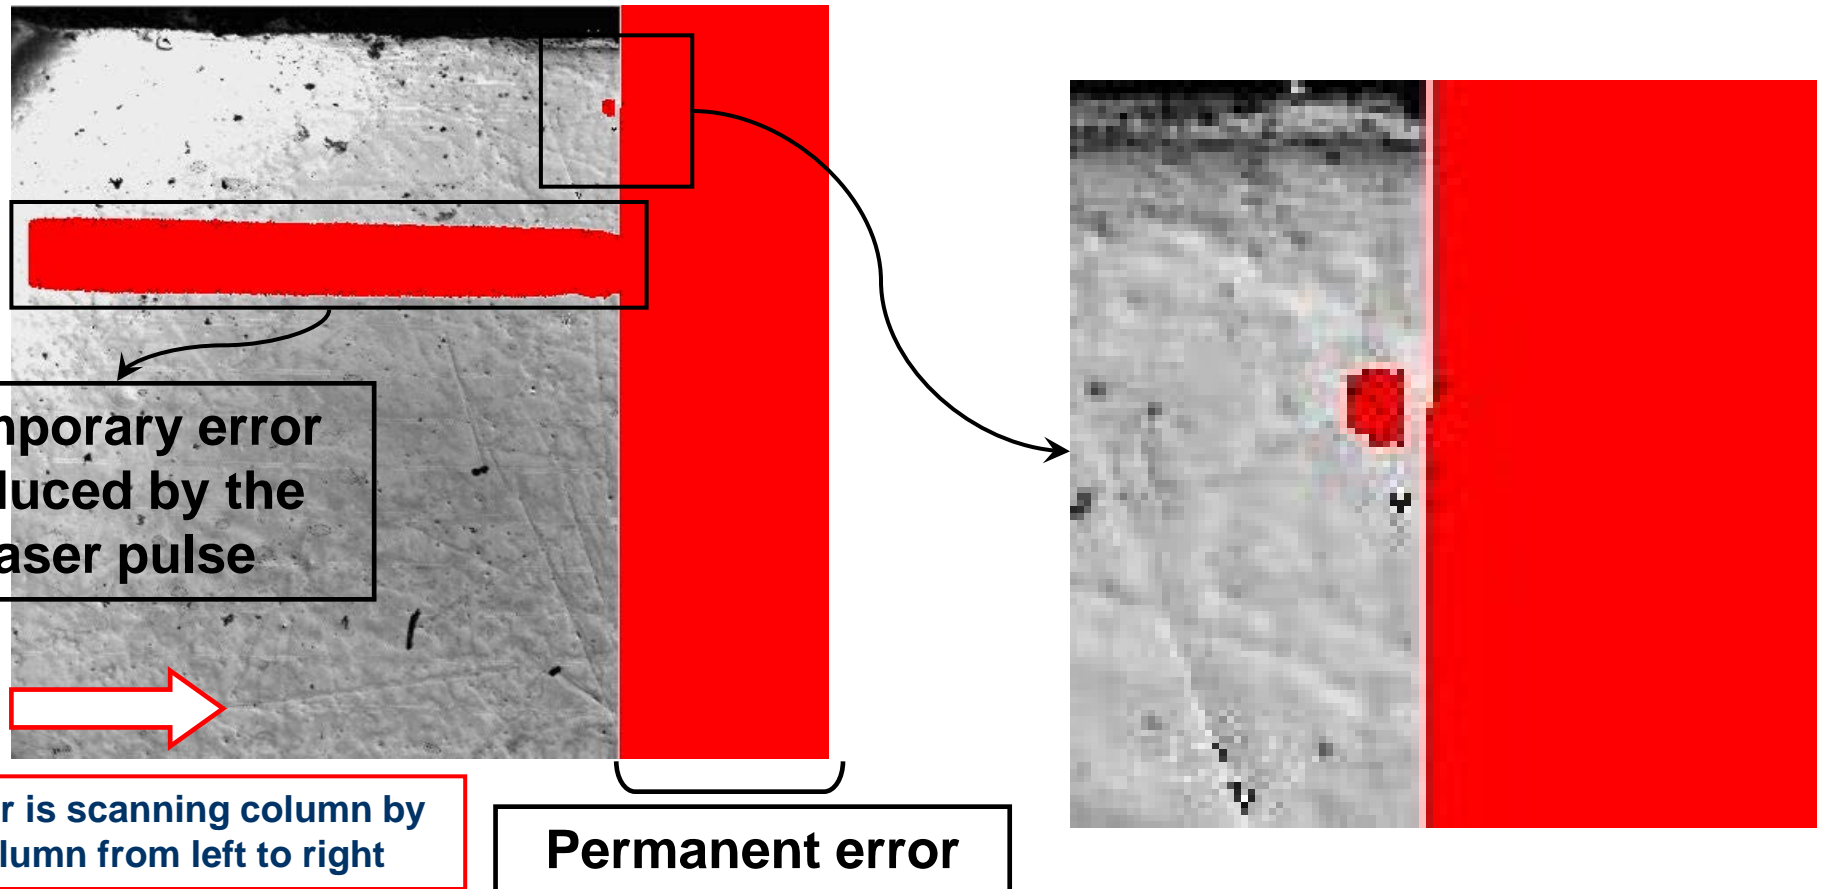 nporary error
luced by the
aser pulse
r is scanning column by
lumn from left to right
Permanent error